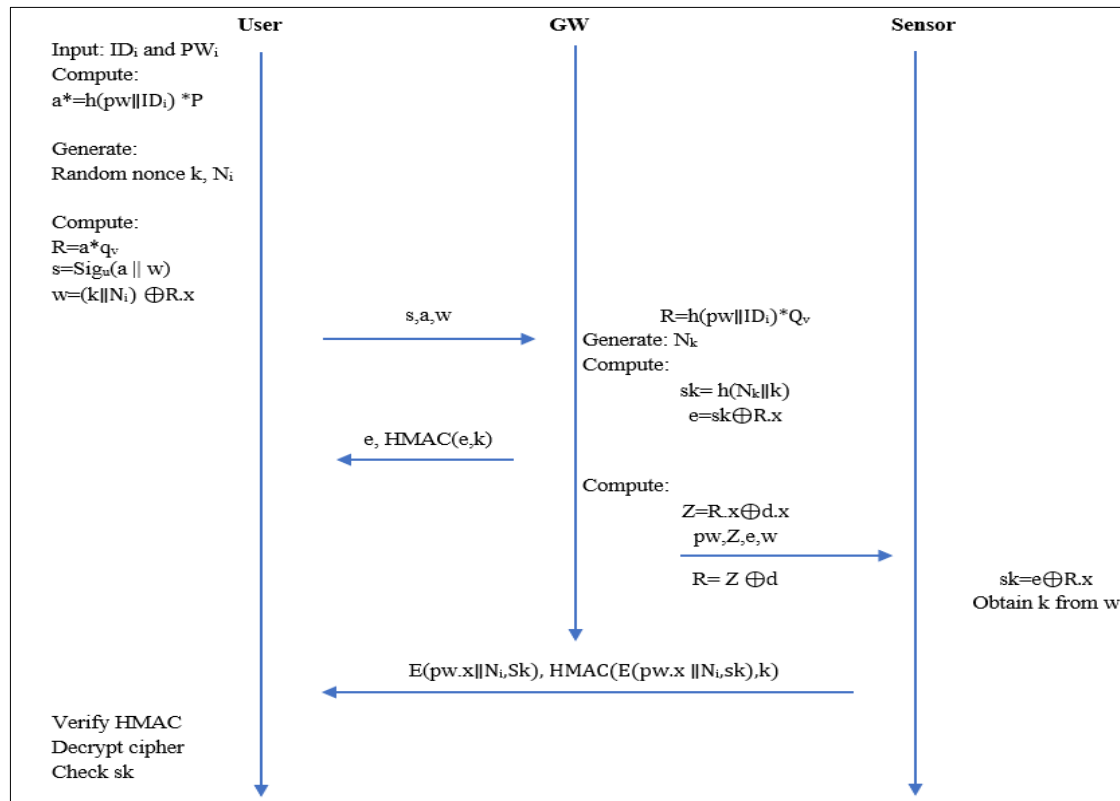 User GW Sensor
Input: IDᵢ and PWᵢ
Compute:
a*=h(pw‖IDᵢ) *P
Generate:
Random nonce k, Nᵢ
Compute:
R=a*qᵥ
s=Sigᵤ(a || w)
w=(k‖Nᵢ) ⊕R.x
s,a,w
R=h(pw‖IDᵢ)*Qᵥ
Generate: Nₖ
Compute:
sk= h(Nₖ‖k)
e=sk⊕R.x
e, HMAC(e,k)
Compute:
Z=R.x⊕d.x
pw,Z,e,w
R= Z ⊕d
sk=e⊕R.x
Obtain k from w
E(pw.x‖Nᵢ,Sk), HMAC(E(pw.x ‖Nᵢ,sk),k)
Verify HMAC
Decrypt cipher
Check sk